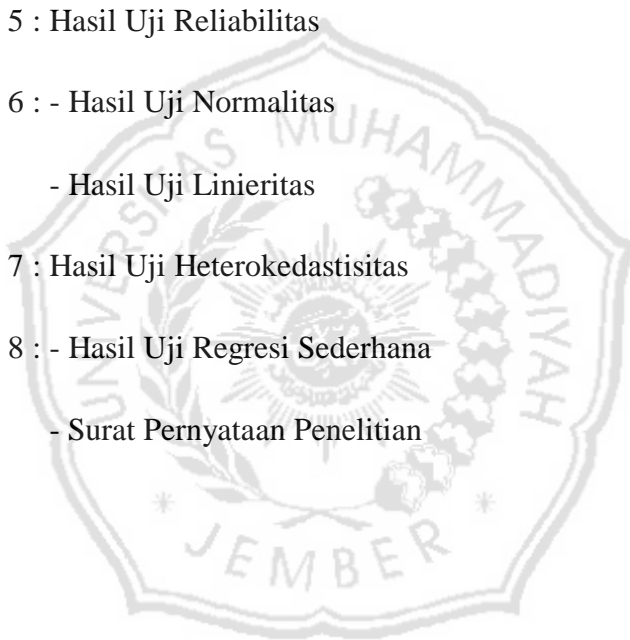 5 : Hasil Uji Reliabilitas
6 : - Hasil Uji Normalitas
- Hasil Uji Linieritas
7 : Hasil Uji Heterokedastisitas
8 : - Hasil Uji Regresi Sederhana
- Surat Pernyataan Penelitian
UNIVERSITAS MUHAMMADIYAH
JEMBER